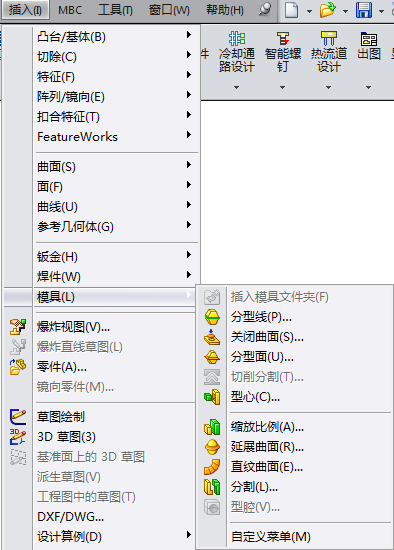 插入(I) MBC 工具(T) 窗口(W) 帮助(H)
件 冷却通路设计 智能螺钉 热流道设计 出图
凸台/基体(B)
切除(C)
特征(F)
阵列/镜向(E)
扣合特征(T)
FeatureWorks
曲面(S)
面(F)
曲线(U)
参考几何体(G)
钣金(H)
焊件(W)
模具(L)
爆炸视图(V)...
爆炸直线草图(L)
零件(A)...
镜向零件(M)...
草图绘制
3D 草图(3)
基准面上的 3D 草图
派生草图(V)
工程图中的草图(T)
DXF/DWG...
设计算例(D)
插入模具文件夹(F)
分型线(P)...
关闭曲面(S)...
分型面(U)...
切削分割(T)...
型心(C)...
缩放比例(A)...
延展曲面(R)...
直纹曲面(E)...
分割(L)...
型腔(V)...
自定义菜单(M)